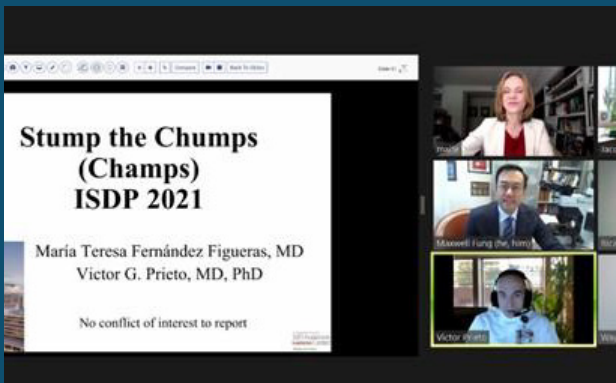 Compare
Back To Slides
Stump the Chumps
(Champs)
ISDP 2021
María Teresa Fernández Figueras, MD
Victor G. Prieto, MD, PhD
No conflict of interest to report
maite
Maxwell Fung (he, him)
Victor Prieto